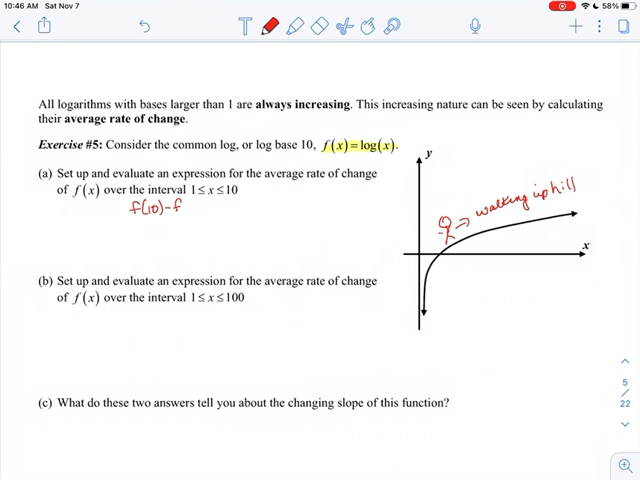 10:46 AM Sat Nov 7
58%
All logarithms with bases larger than 1 are always increasing. This increasing nature can be seen by calculating
their average rate of change.
Exercise #5: Consider the common log, or log base 10, f(x)=log(x).
(a) Set up and evaluate an expression for the average rate of change
of f(x) over the interval 1 ≤ x ≤ 10
f(10)-f
y
→ walking uphill
x
(b) Set up and evaluate an expression for the average rate of change
of f(x) over the interval 1 ≤ x ≤ 100
(c) What do these two answers tell you about the changing slope of this function?
5
/
22